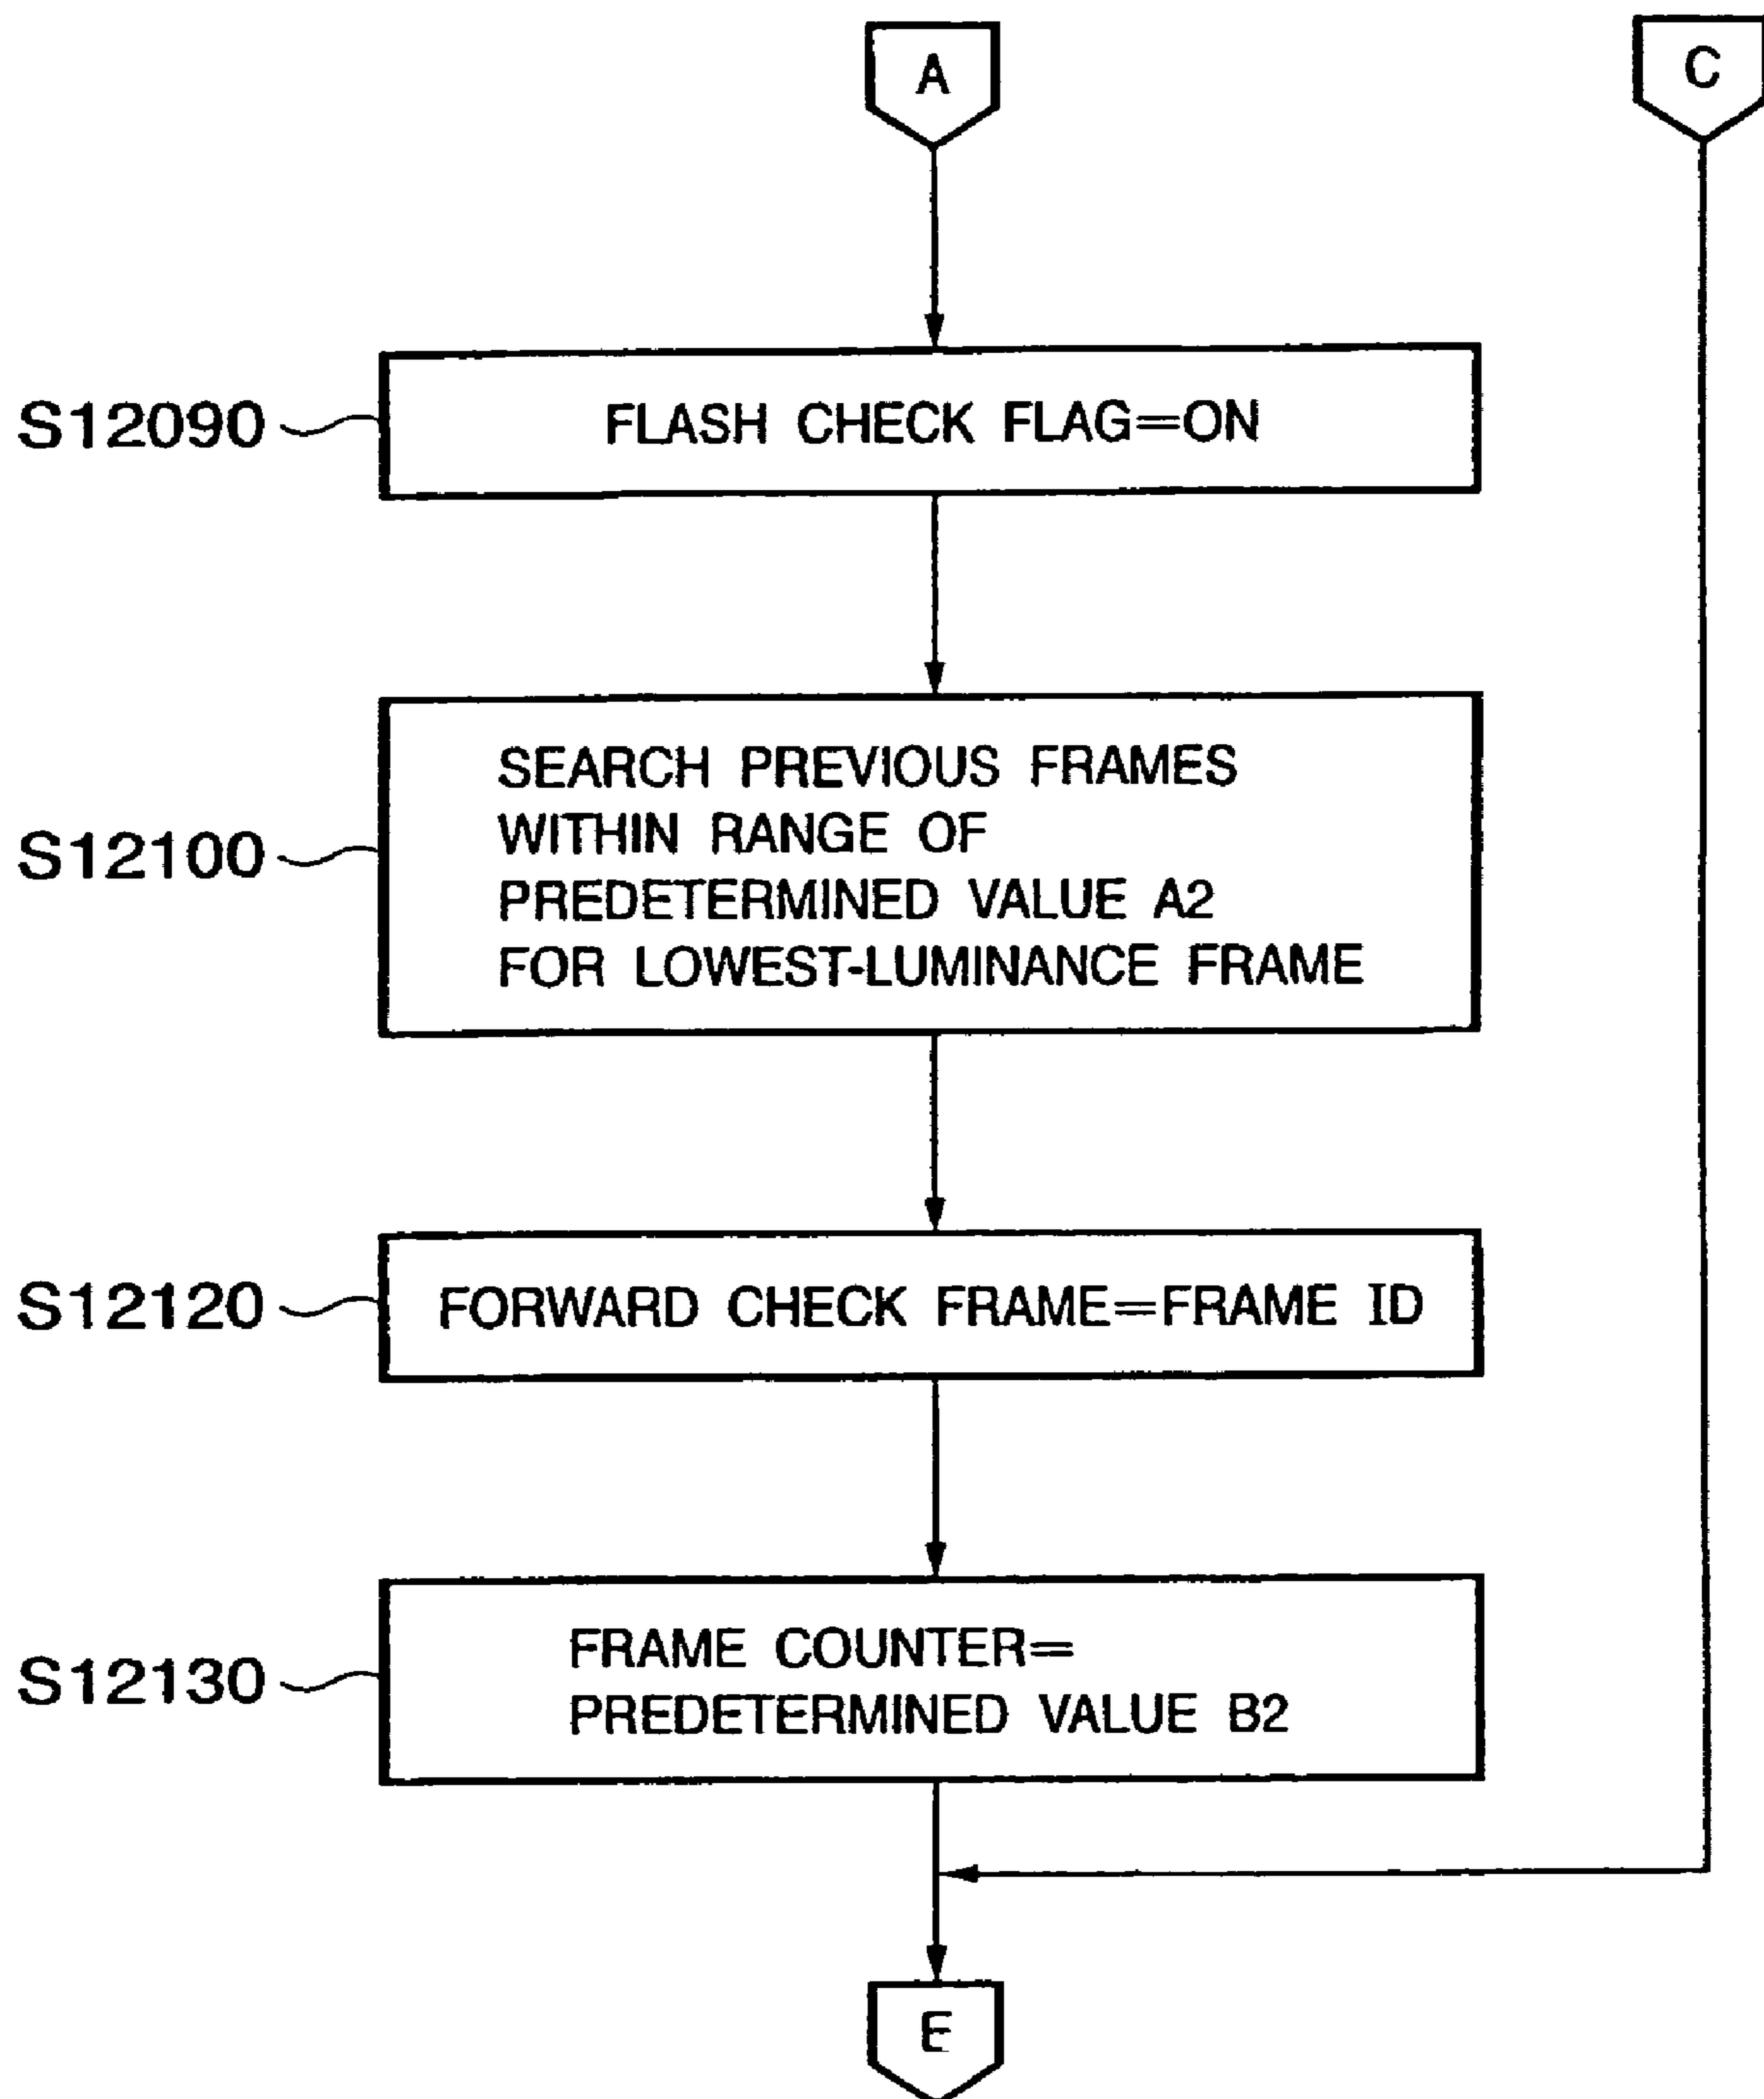 A
C
S12090
FLASH CHECK FLAG=ON
S12100
SEARCH PREVIOUS FRAMES
WITHIN RANGE OF
PREDETERMINED VALUE A2
FOR LOWEST-LUMINANCE FRAME
S12120
FORWARD CHECK FRAME=FRAME ID
S12130
FRAME COUNTER=
PREDETERMINED VALUE B2
E